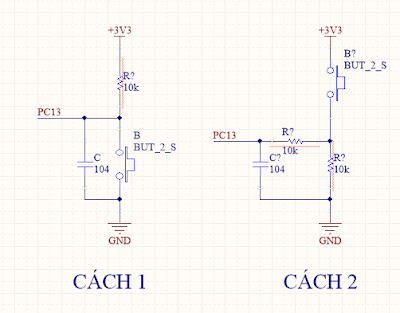 +3V3
R?
10k
PC13
B
BUT_2_S
C
104
GND
CÁCH 1
+3V3
B?
BUT_2_S
PC13
R?
10k
C?
104
R?
10k
GND
CÁCH 2